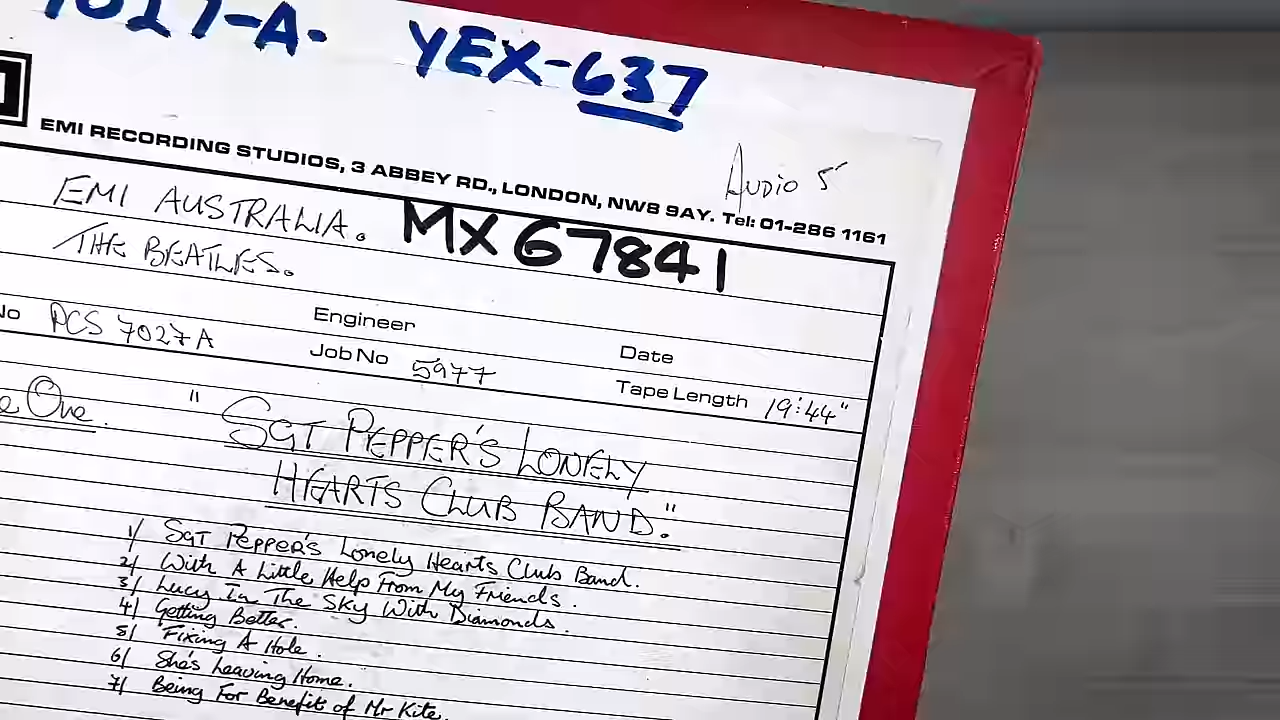 7027-A. YEX-637
EMI RECORDING STUDIOS, 3 ABBEY RD., LONDON, NW8 9AY. Tel: 01-286 1161
Audio 5
EMI AUSTRALIA. MX67841
THE BEATLES.
No PCS 7027A Engineer
Job No 5977 Date
Tape Length 19:44"
One. "SGT PEPPER'S LONELY
HEARTS CLUB BAND."
1/ SGT PEPPER'S Lonely Hearts Club Band.
2/ With A Little Help From My Friends.
3/ Lucy In The Sky With Diamonds.
4/ Getting Better.
5/ Fixing A Hole.
6/ She's Leaving Home.
7/ Being For Benefit of Mr Kite.